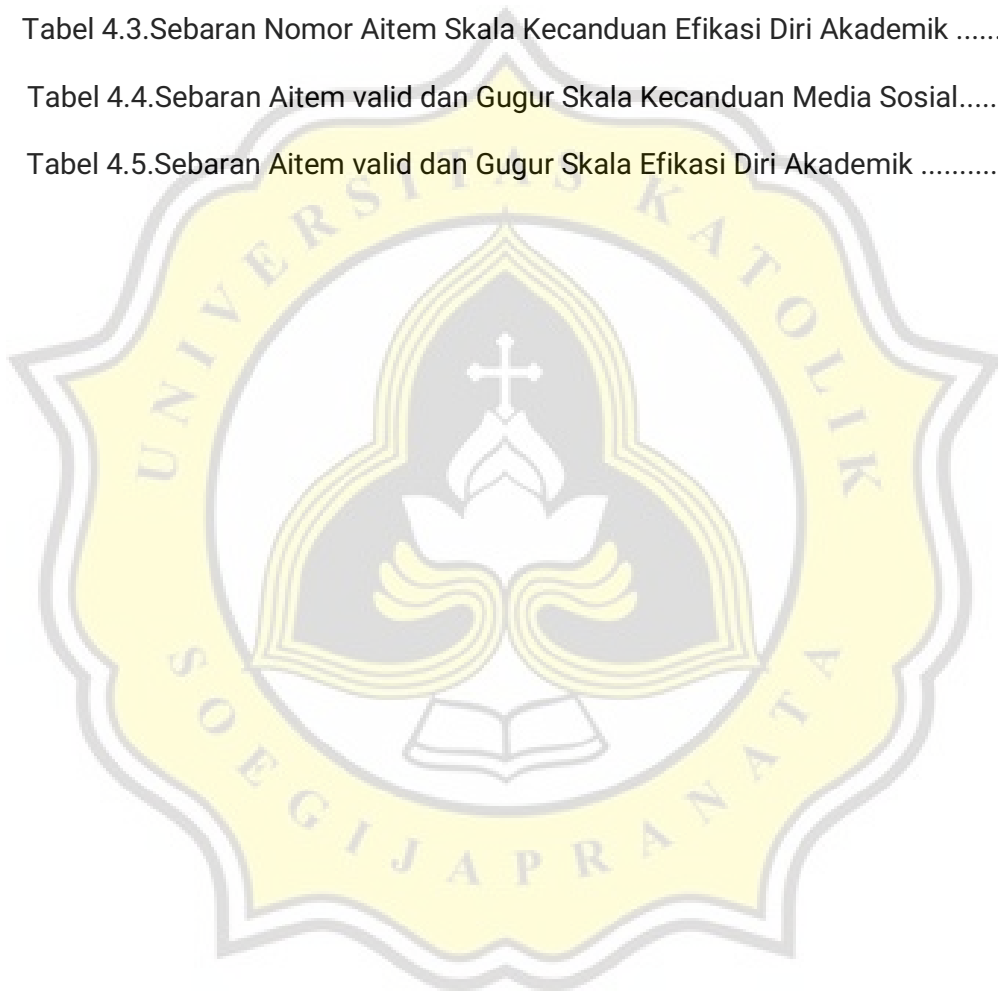 Tabel 4.3.Sebaran Nomor Aitem Skala Kecanduan Efikasi Diri Akademik ......
Tabel 4.4.Sebaran Aitem valid dan Gugur Skala Kecanduan Media Sosial.....
Tabel 4.5.Sebaran Aitem valid dan Gugur Skala Efikasi Diri Akademik ..........
UNIVERSITAS KATOLIK
SOEGIJAPRANATA